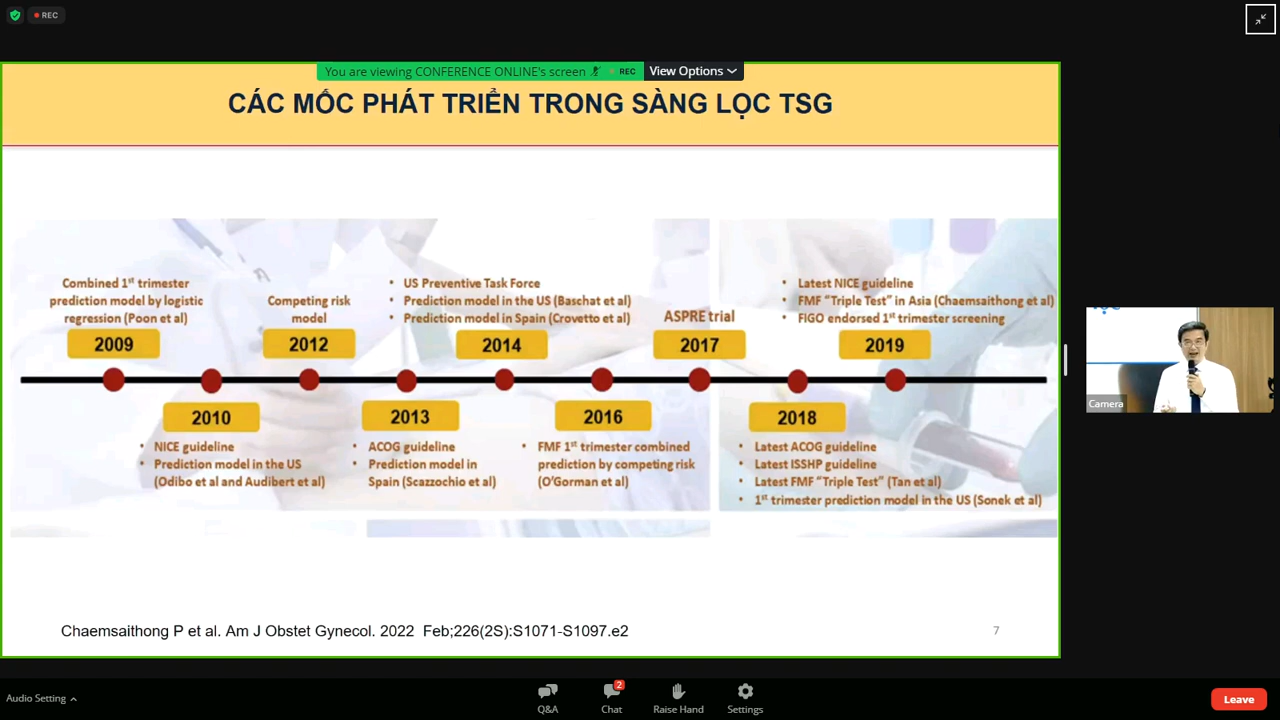 REC
You are viewing CONFERENCE ONLINE's screen
REC
View Options
CÁC MỐC PHÁT TRIỂN TRONG SÀNG LỌC TSG
Combined 1st trimester
prediction model by logistic
regression (Poon et al)
2009
Competing risk
model
2012
• US Preventive Task Force
• Prediction model in the US (Baschat et al)
• Prediction model in Spain (Crovetto et al)
2014
ASPRE trial
2017
• Latest NICE guideline
• FMF “Triple Test” in Asia (Chaemsaithong et al)
• FIGO endorsed 1st trimester screening
2019
2010
• NICE guideline
• Prediction model in the US
(Odibo et al and Audibert et al)
2013
• ACOG guideline
• Prediction model in
Spain (Scazzochio et al)
2016
• FMF 1st trimester combined
prediction by competing risk
(O’Gorman et al)
2018
• Latest ACOG guideline
• Latest ISSHP guideline
• Latest FMF “Triple Test” (Tan et al)
• 1st trimester prediction model in the US (Sonek et al)
Chaemsaithong P et al. Am J Obstet Gynecol. 2022 Feb;226(2S):S1071-S1097.e2
7
Camera
Audio Setting
Q&A
2
Chat
Raise Hand
Settings
Leave